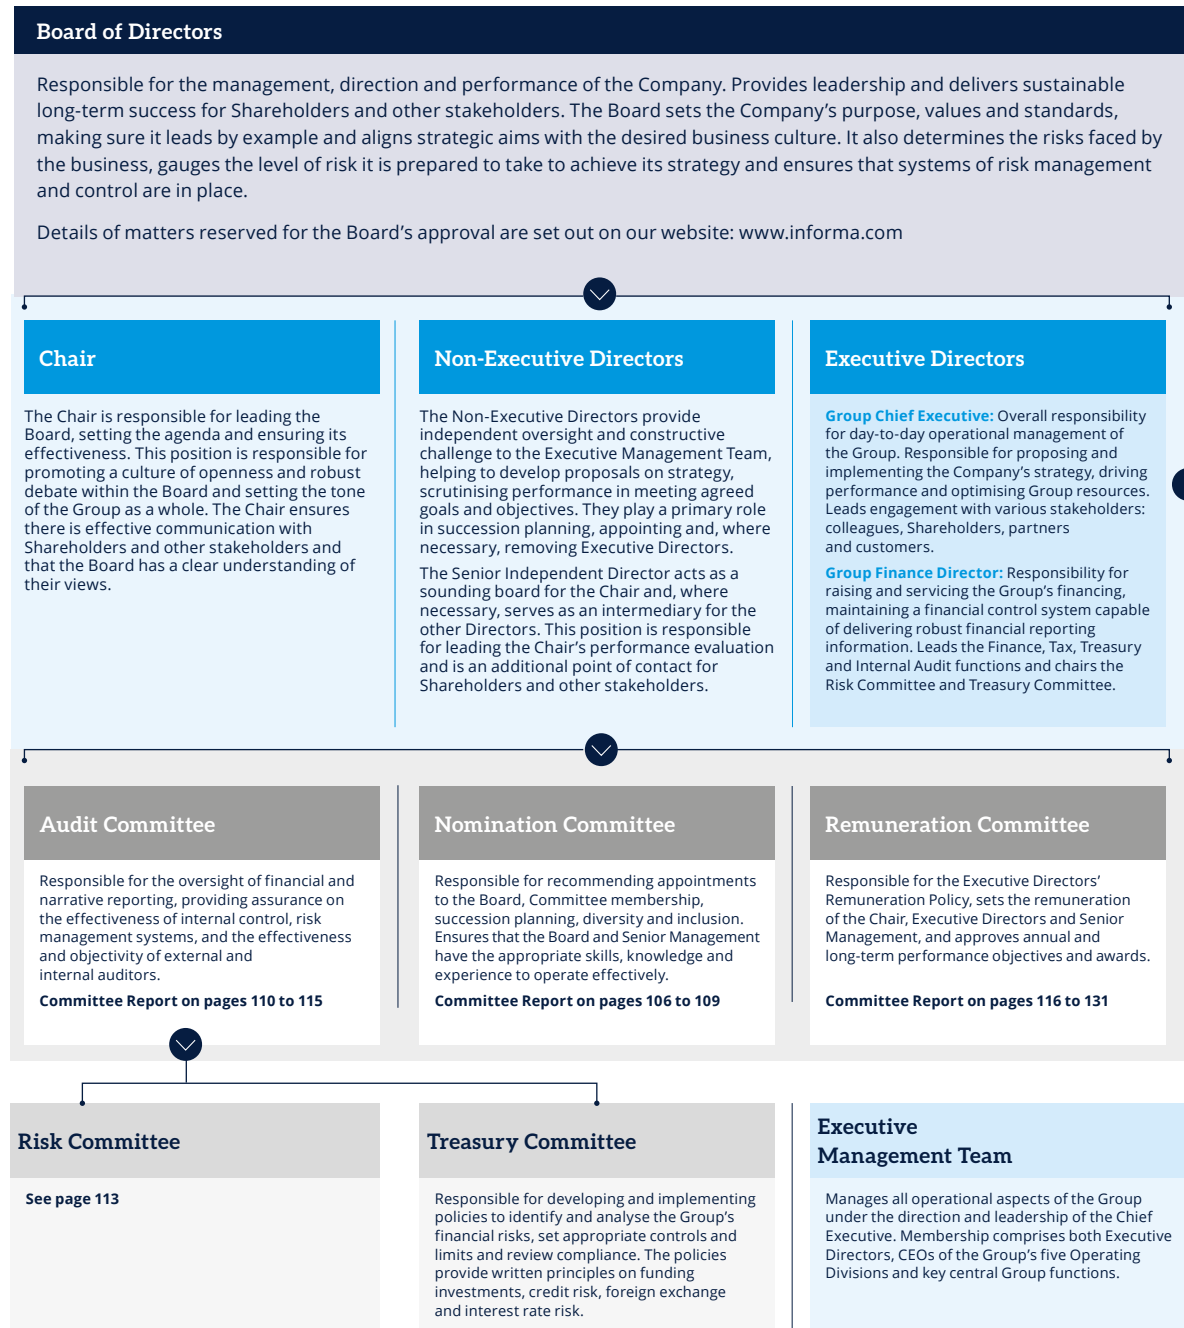 Board of Directors
Responsible for the management, direction and performance of the Company. Provides leadership and delivers sustainable
long-term success for Shareholders and other stakeholders. The Board sets the Company's purpose, values and standards,
making sure it leads by example and aligns strategic aims with the desired business culture. It also determines the risks faced by
the business, gauges the level of risk it is prepared to take to achieve its strategy and ensures that systems of risk management
and control are in place.
Details of matters reserved for the Board's approval are set out on our website: www.informa.com
Chair
The Chair is responsible for leading the
Board, setting the agenda and ensuring its
effectiveness. This position is responsible for
promoting a culture of openness and robust
debate within the Board and setting the tone
of the Group as a whole. The Chair ensures
there is effective communication with
Shareholders and other stakeholders and
that the Board has a clear understanding of
their views.
Non-Executive Directors
The Non-Executive Directors provide
independent oversight and constructive
challenge to the Executive Management Team,
helping to develop proposals on strategy,
scrutinising performance in meeting agreed
goals and objectives. They play a primary role
in succession planning, appointing and, where
necessary, removing Executive Directors.
The Senior Independent Director acts as a
sounding board for the Chair and, where
necessary, serves as an intermediary for the
other Directors. This position is responsible
for leading the Chair's performance evaluation
and is an additional point of contact for
Shareholders and other stakeholders.
Executive Directors
Group Chief Executive: Overall responsibility
for day-to-day operational management of
the Group. Responsible for proposing and
implementing the Company's strategy, driving
performance and optimising Group resources.
Leads engagement with various stakeholders:
colleagues, Shareholders, partners
and customers.
Group Finance Director: Responsibility for
raising and servicing the Group's financing,
maintaining a financial control system capable
of delivering robust financial reporting
information. Leads the Finance, Tax, Treasury
and Internal Audit functions and chairs the
Risk Committee and Treasury Committee.
Audit Committee
Responsible for the oversight of financial and
narrative reporting, providing assurance on
the effectiveness of internal control, risk
management systems, and the effectiveness
and objectivity of external and
internal auditors.
Committee Report on pages 110 to 115
Nomination Committee
Responsible for recommending appointments
to the Board, Committee membership,
succession planning, diversity and inclusion.
Ensures that the Board and Senior Management
have the appropriate skills, knowledge and
experience to operate effectively.
Committee Report on pages 106 to 109
Remuneration Committee
Responsible for the Executive Directors'
Remuneration Policy, sets the remuneration
of the Chair, Executive Directors and Senior
Management, and approves annual and
long-term performance objectives and awards.
Committee Report on pages 116 to 131
Risk Committee
See page 113
Treasury Committee
Responsible for developing and implementing
policies to identify and analyse the Group's
financial risks, set appropriate controls and
limits and review compliance. The policies
provide written principles on funding
investments, credit risk, foreign exchange
and interest rate risk.
Executive
Management Team
Manages all operational aspects of the Group
under the direction and leadership of the Chief
Executive. Membership comprises both Executive
Directors, CEOs of the Group's five Operating
Divisions and key central Group functions.